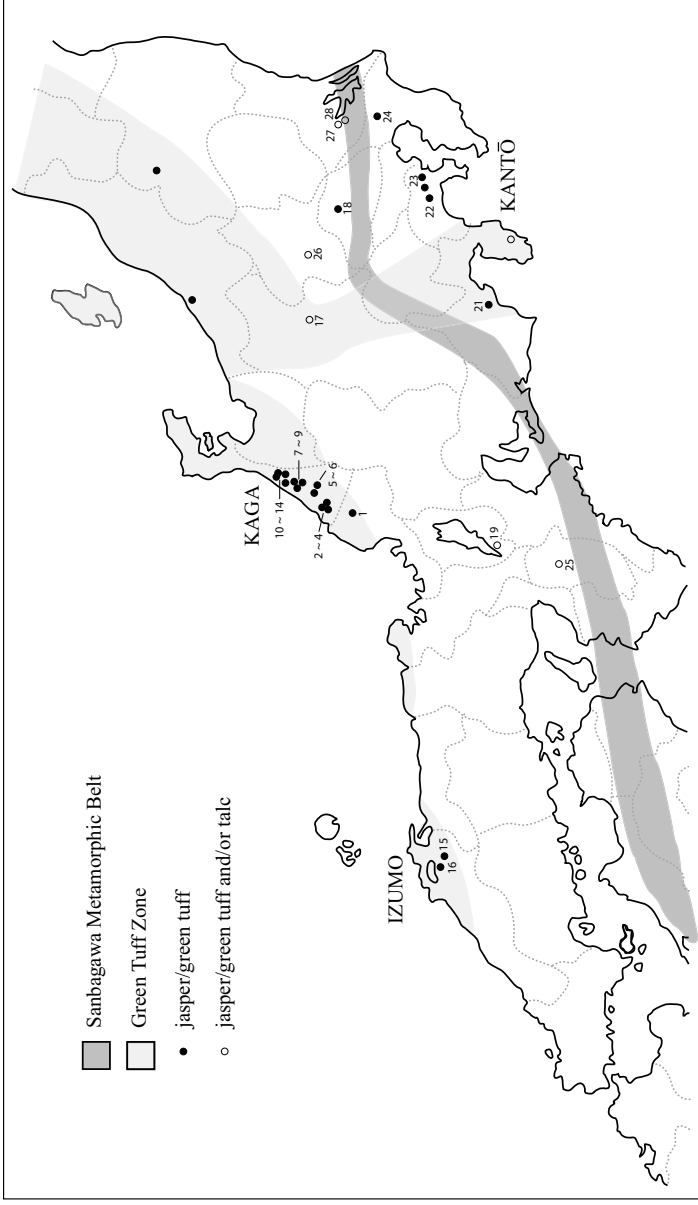 Sanbagawa Metamorphic Belt
Green Tuff Zone
jasper/green tuff
jasper/green tuff and/or talc
IZUMO
KAGA
KANTŌ
15
16
10 ~ 14
7 ~ 9
5 ~ 6
2 ~ 4
1
19
25
17
26
18
27
28
24
23
22
21